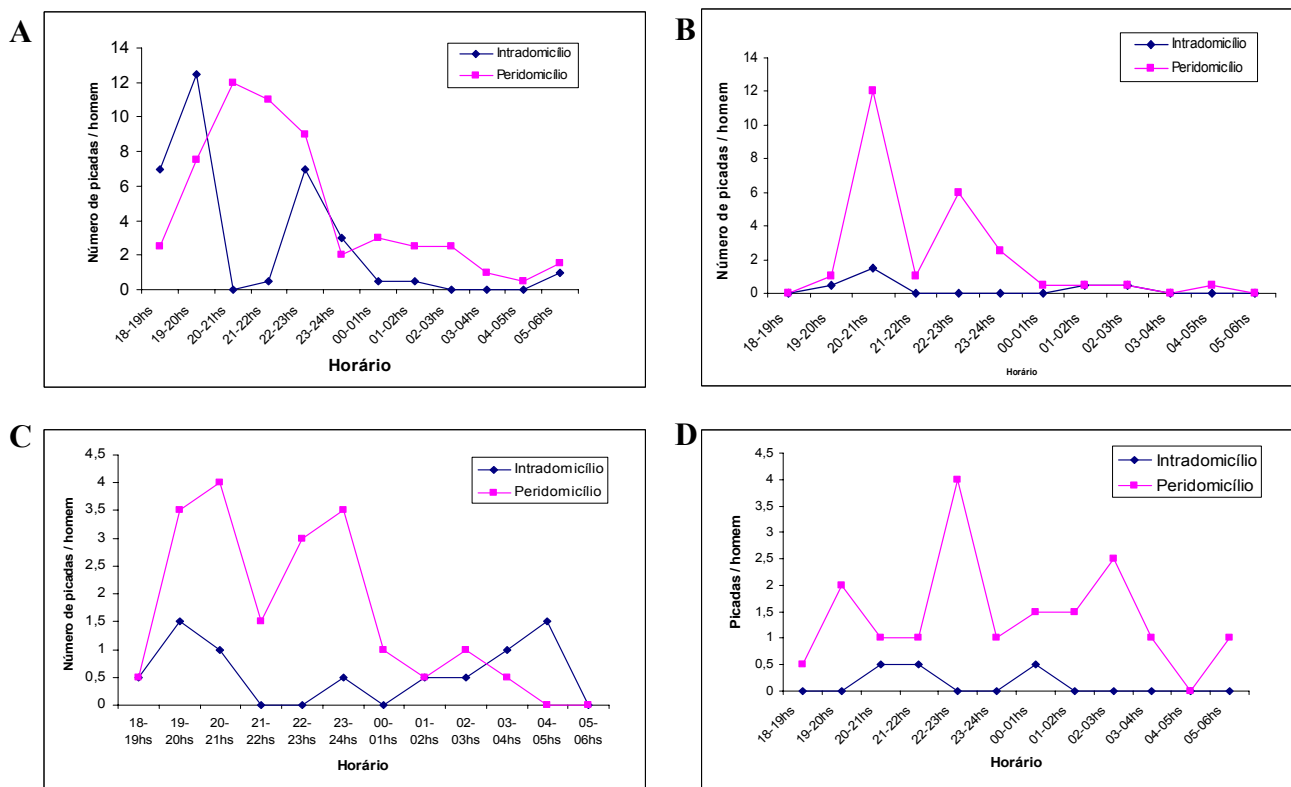 A
Intradomicílio
Peridomicílio
Número de picadas / homem
14
12
10
8
6
4
2
0
18-19hs
19-20hs
20-21hs
21-22hs
22-23hs
23-24hs
00-01hs
01-02hs
02-03hs
03-04hs
04-05hs
05-06hs
Horário
B
Intradomicílio
Peridomicílio
Número de picadas / homem
14
12
10
8
6
4
2
0
18-19hs
19-20hs
20-21hs
21-22hs
22-23hs
23-24hs
00-01hs
01-02hs
02-03hs
03-04hs
04-05hs
05-06hs
Horário
C
Intradomicílio
Peridomicílio
Número de picadas / homem
4,5
4
3,5
3
2,5
2
1,5
1
0,5
0
18-
19hs
19-
20hs
20-
21hs
21-
22hs
22-
23hs
23-
24hs
00-
01hs
01-
02hs
02-
03hs
03-
04hs
04-
05hs
05-
06hs
Horário
D
Intradomicílio
Peridomicílio
Picadas / homem
4,5
4
3,5
3
2,5
2
1,5
1
0,5
0
18-19hs
19-20hs
20-21hs
21-22hs
22-23hs
23-24hs
00-01hs
01-02hs
02-03hs
03-04hs
04-05hs
05-06hs
Horário